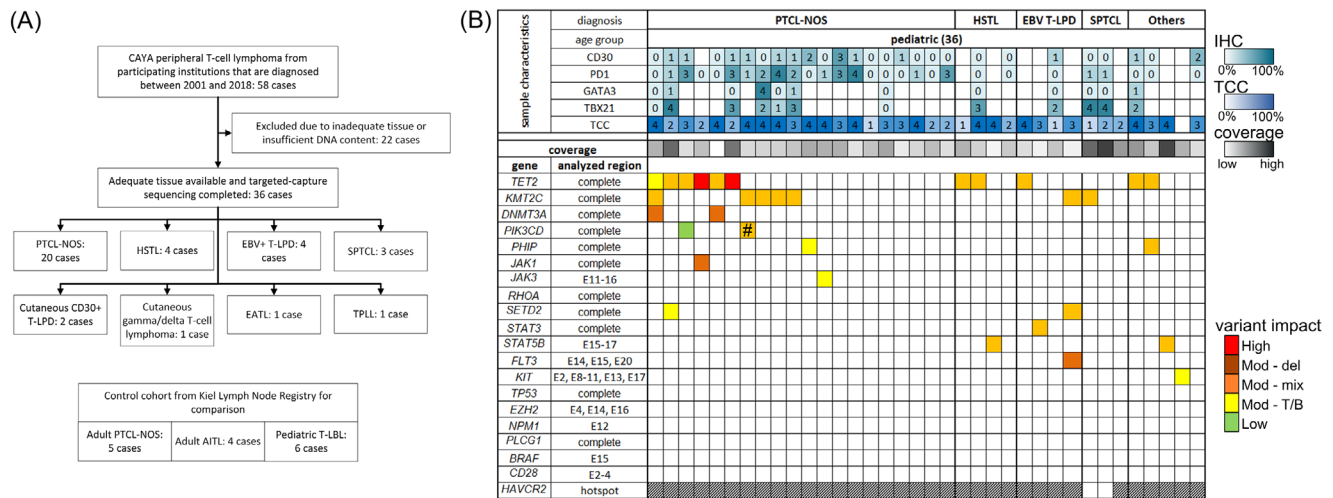 (A)
CAYA peripheral T-cell lymphoma from participating institutions that are diagnosed between 2001 and 2018: 58 cases
Excluded due to inadequate tissue or insufficient DNA content: 22 cases
Adequate tissue available and targeted-capture sequencing completed: 36 cases
PTCL-NOS: 20 cases
HSTL: 4 cases
EBV+ T-LPD: 4 cases
SPTCL: 3 cases
Cutaneous CD30+ T-LPD: 2 cases
Cutaneous gamma/delta T-cell lymphoma: 1 case
EATL: 1 case
TPLL: 1 case
Control cohort from Kiel Lymph Node Registry for comparison
Adult PTCL-NOS: 5 cases
Adult AITL: 4 cases
Pediatric T-LBL: 6 cases
(B)
sample characteristics
diagnosis PTCL-NOS HSTL EBV T-LPD SPTCL Others
age group pediatric (36)
CD30
PD1
GATA3
TBX21
TCC
coverage
gene analyzed region
TET2 complete
KMT2C complete
DNMT3A complete
PIK3CD complete #
PHIP complete
JAK1 complete
JAK3 E11-16
RHOA complete
SETD2 complete
STAT3 complete
STAT5B E15-17
FLT3 E14, E15, E20
KIT E2, E8-11, E13, E17
TP53 complete
EZH2 E4, E14, E16
NPM1 E12
PLCG1 complete
BRAF E15
CD28 E2-4
HAVCR2 hotspot
IHC
0% 100%
TCC
0% 100%
coverage
low high
variant impact
High
Mod - del
Mod - mix
Mod - T/B
Low